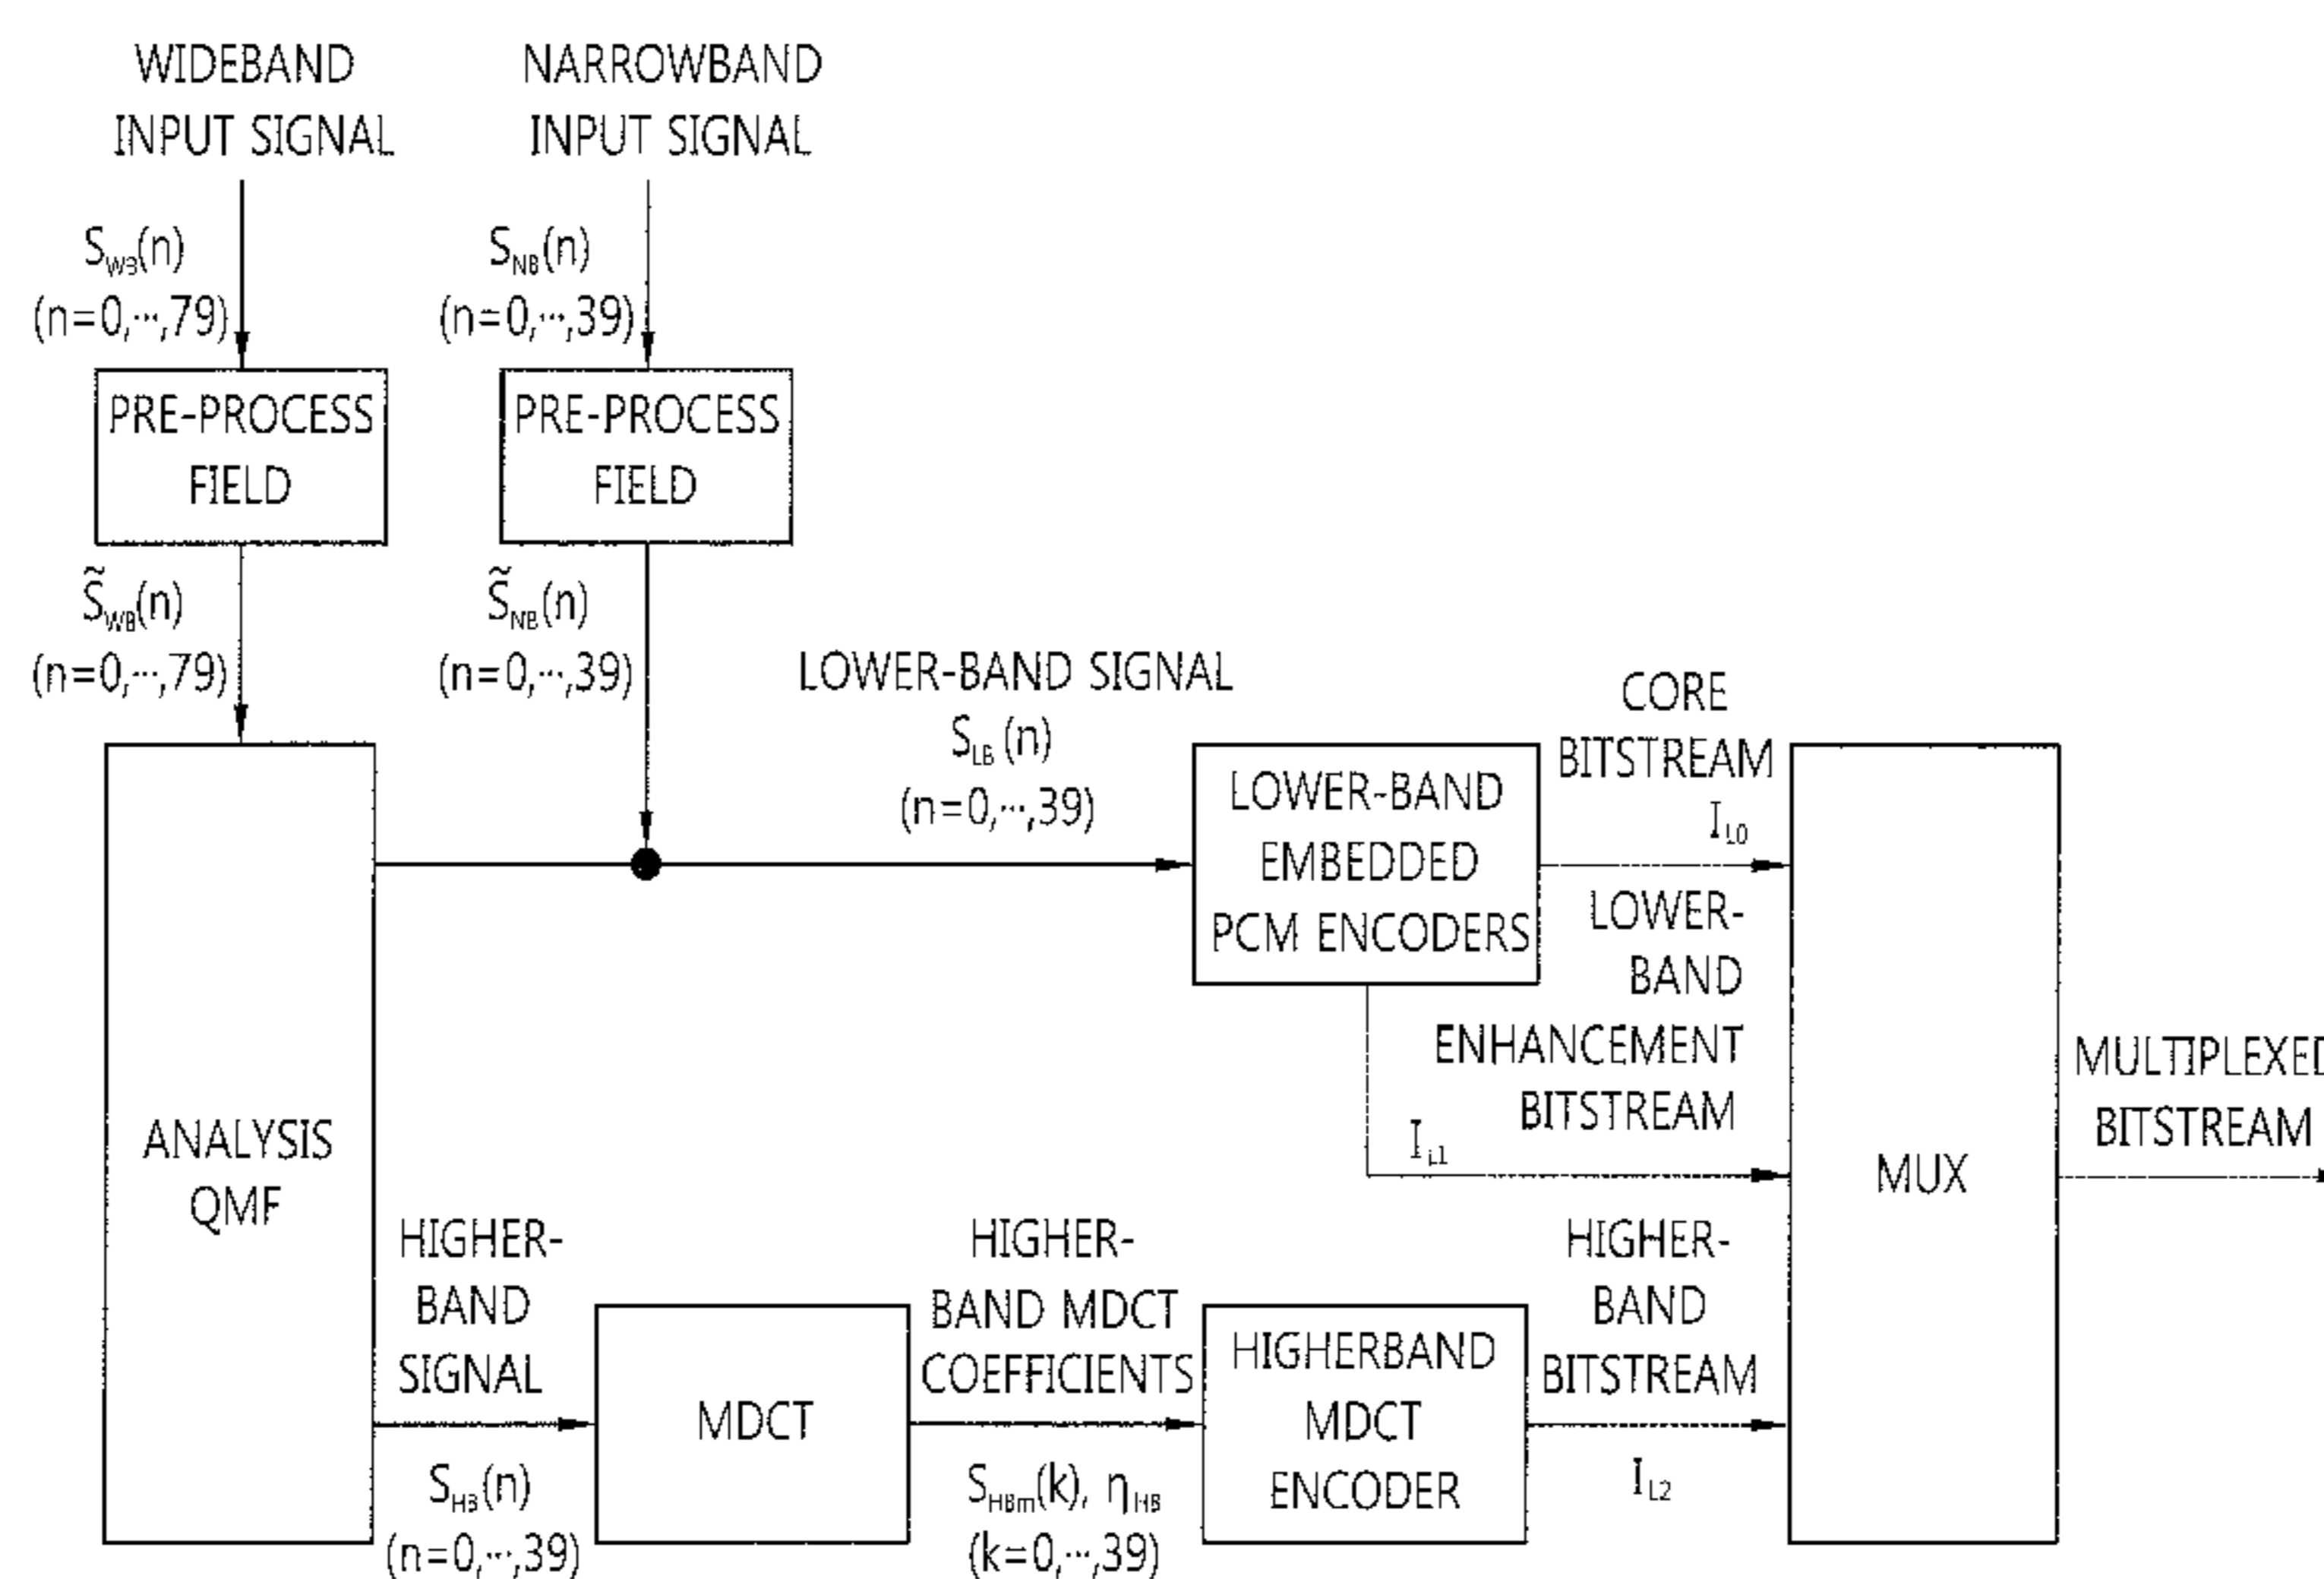 WIDEBAND
INPUT SIGNAL
NARROWBAND
INPUT SIGNAL
S_WB(n)
(n=0,···,79)
S_NB(n)
(n=0,···,39)
PRE-PROCESS
FIELD
PRE-PROCESS
FIELD
S̃_WB(n)
(n=0,···,79)
S̃_NB(n)
(n=0,···,39)
LOWER-BAND SIGNAL
S_LB(n)
(n=0,···,39)
LOWER-BAND
EMBEDDED
PCM ENCODERS
CORE
BITSTREAM
I_L0
LOWER-
BAND
ENHANCEMENT
BITSTREAM
I_L1
ANALYSIS
QMF
HIGHER-
BAND
SIGNAL
S_HB(n)
(n=0,···,39)
MDCT
HIGHER-
BAND MDCT
COEFFICIENTS
S_HBm(k), η_HB
(k=0,···,39)
HIGHERBAND
MDCT
ENCODER
HIGHER-
BAND
BITSTREAM
I_L2
MUX
MULTIPLEXED
BITSTREAM